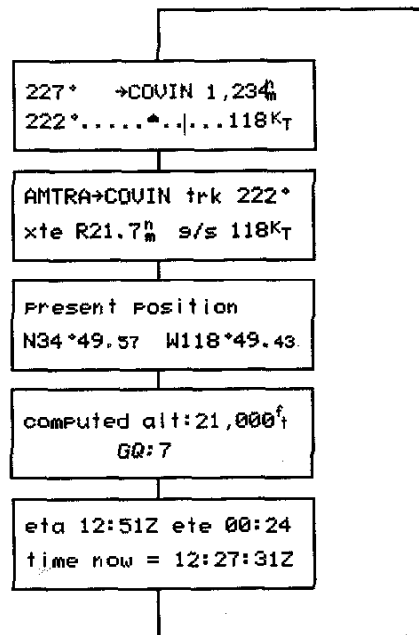 227° →COVIN 1,234nm
222°.....▲..|...118KT
AMTRA→COVIN trk 222°
xte R21.7nm s/s 118KT
present position
N34°49.57 W118°49.43
computed alt:21,000ft
GQ:7
eta 12:51Z ete 00:24
time now = 12:27:31Z